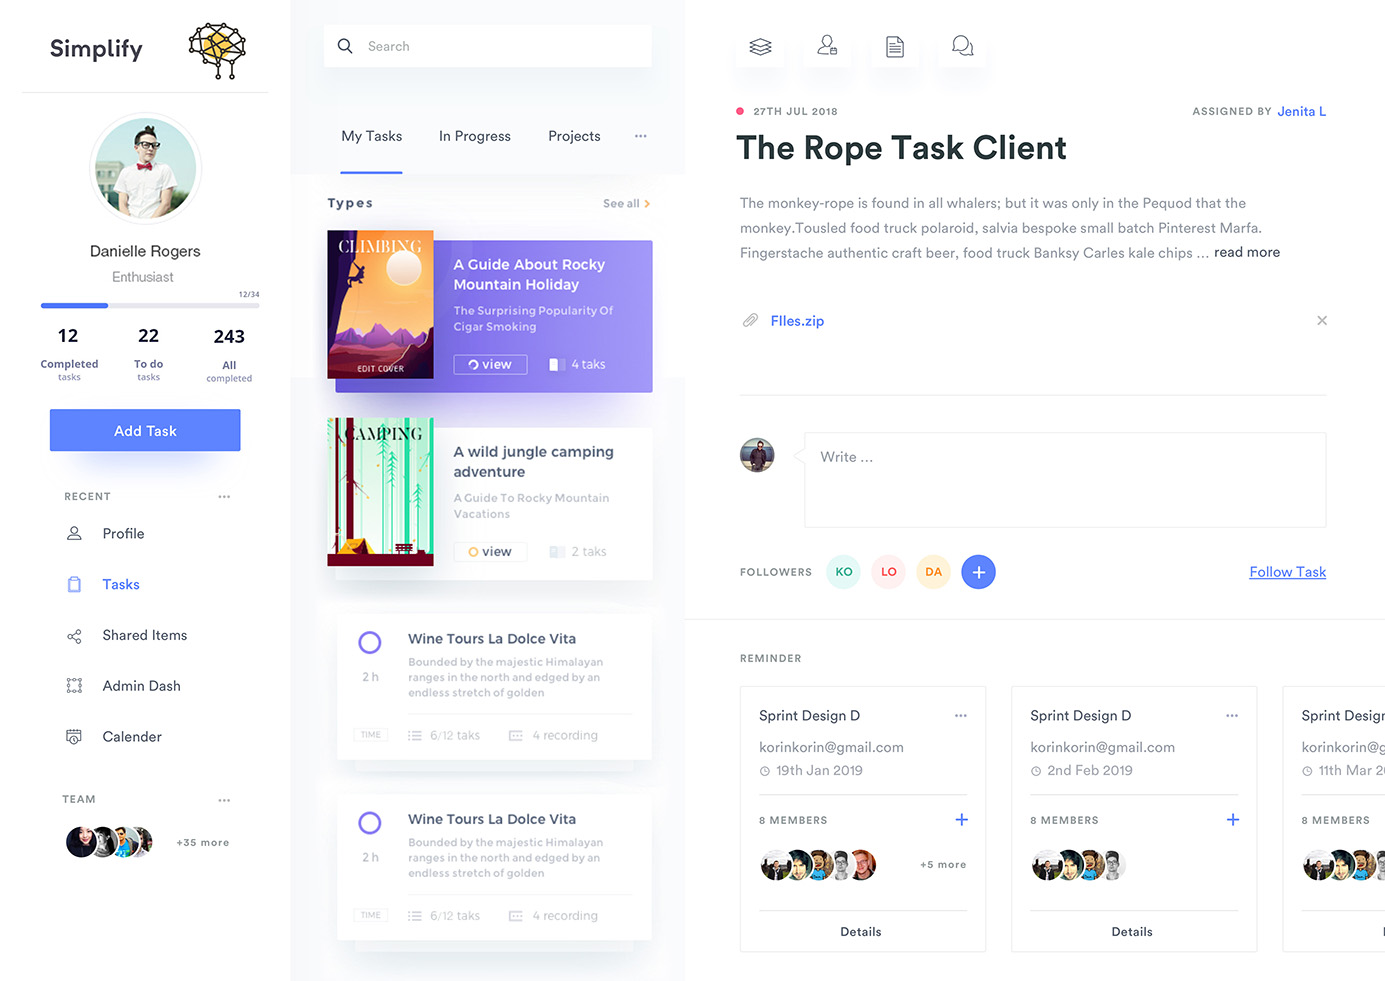 Simplify
Danielle Rogers
Enthusiast
12/34
12
Completed
tasks
22
To do
tasks
243
All
completed
Add Task
RECENT
Profile
Tasks
Shared Items
Admin Dash
Calender
TEAM
+35 more
Search
My Tasks
In Progress
Projects
Types
See all
CLIMBING
EDIT COVER
A Guide About Rocky
Mountain Holiday
The Surprising Popularity Of
Cigar Smoking
view
4 taks
CAMPING
A wild jungle camping
adventure
A Guide To Rocky Mountain
Vacations
view
2 taks
2 h
TIME
Wine Tours La Dolce Vita
Bounded by the majestic Himalayan
ranges in the north and edged by an
endless stretch of golden
6/12 taks
4 recording
2 h
TIME
Wine Tours La Dolce Vita
Bounded by the majestic Himalayan
ranges in the north and edged by an
endless stretch of golden
6/12 taks
4 recording
27TH JUL 2018
ASSIGNED BY Jenita L
The Rope Task Client
The monkey-rope is found in all whalers; but it was only in the Pequod that the
monkey.Tousled food truck polaroid, salvia bespoke small batch Pinterest Marfa.
Fingerstache authentic craft beer, food truck Banksy Carles kale chips ... read more
FIles.zip
Write ...
FOLLOWERS
KO
LO
DA
Follow Task
REMINDER
Sprint Design D
korinkorin@gmail.com
19th Jan 2019
8 MEMBERS
+5 more
Details
Sprint Design D
korinkorin@gmail.com
2nd Feb 2019
8 MEMBERS
Details
Sprint Desigr
korinkorin@g
11th Mar 2
8 MEMBERS